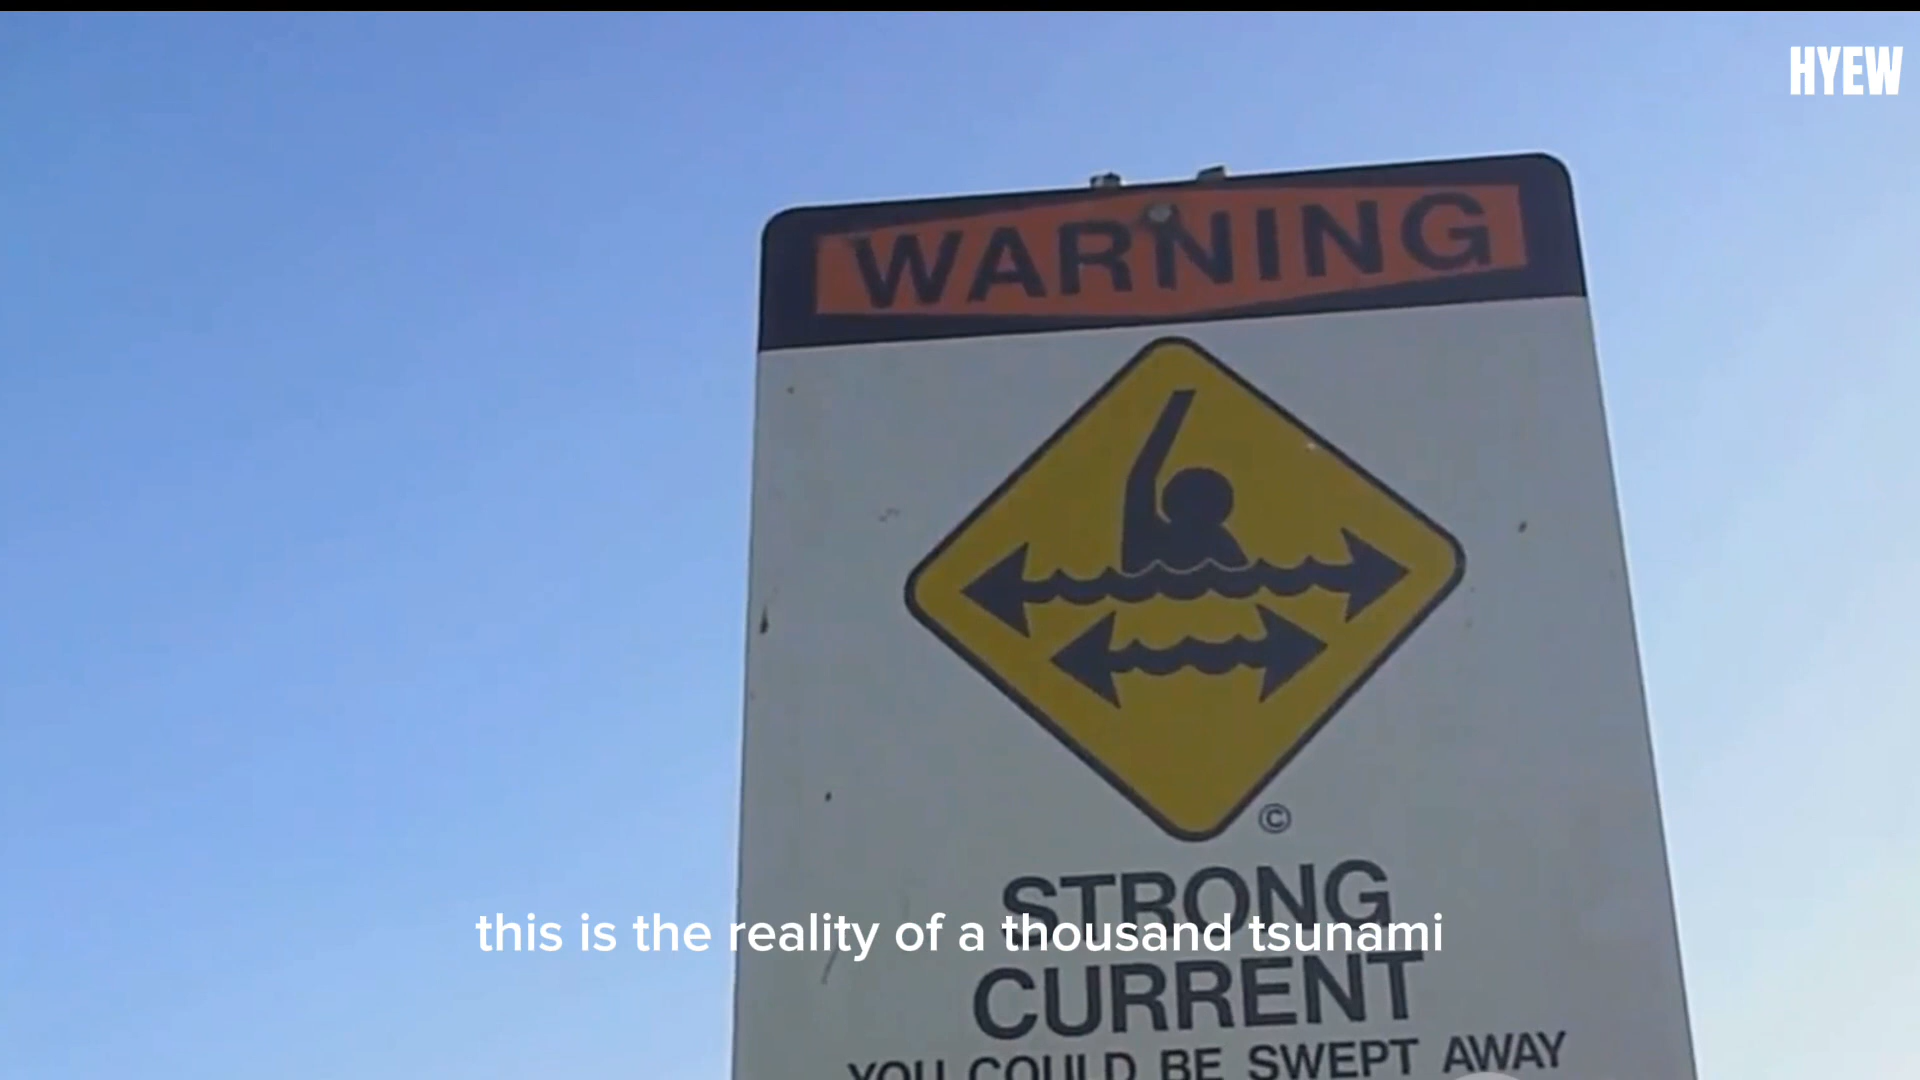 HYEW
WARNING
©
STRONG
this is the reality of a thousand tsunami
CURRENT
YOU COULD BE SWEPT AWAY